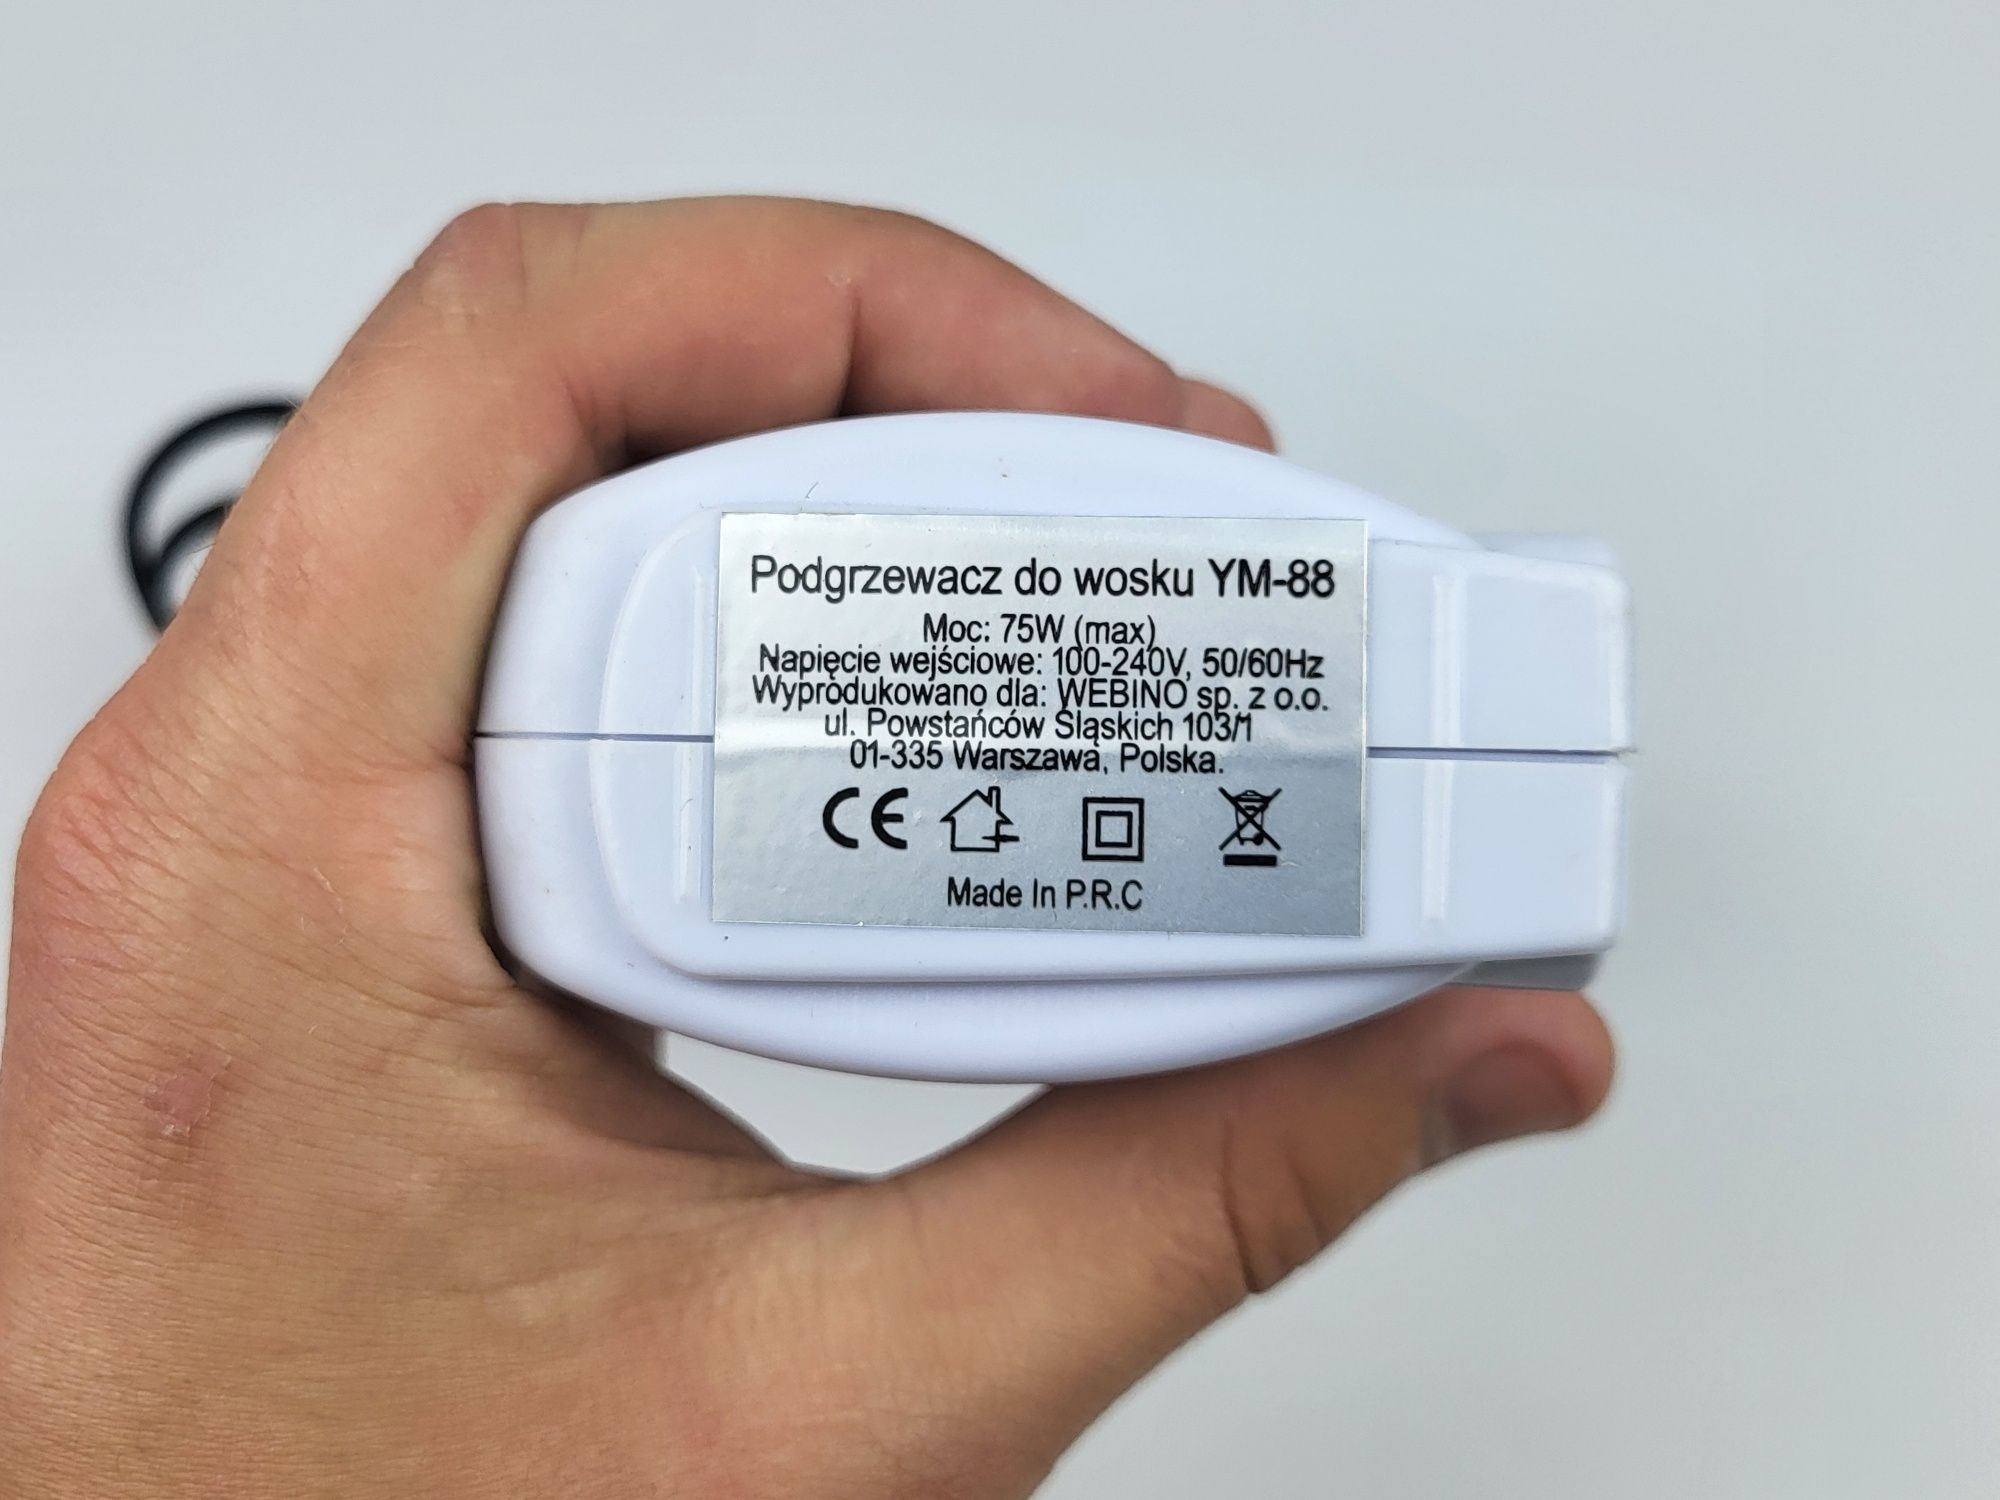 Podgrzewacz do wosku YM-88
Moc: 75W (max)
Napięcie wejściowe: 100-240V, 50/60Hz
Wyprodukowano dla: WEBINO sp. z o.o.
ul. Powstańców Śląskich 103/1
01-335 Warszawa, Polska.
CE
Made In P.R.C